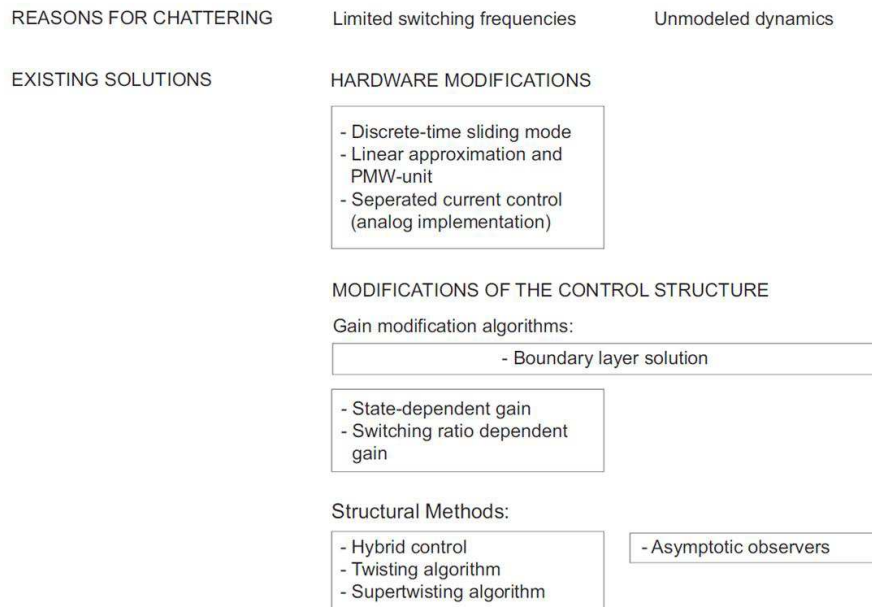 REASONS FOR CHATTERING Limited switching frequencies Unmodeled dynamics
EXISTING SOLUTIONS HARDWARE MODIFICATIONS
- Discrete-time sliding mode
- Linear approximation and
PMW-unit
- Seperated current control
(analog implementation)
MODIFICATIONS OF THE CONTROL STRUCTURE
Gain modification algorithms:
- Boundary layer solution
- State-dependent gain
- Switching ratio dependent
gain
Structural Methods:
- Hybrid control
- Twisting algorithm
- Supertwisting algorithm
- Asymptotic observers